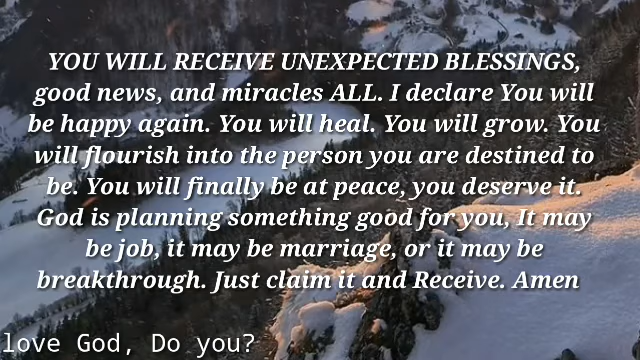 YOU WILL RECEIVE UNEXPECTED BLESSINGS,
good news, and miracles ALL. I declare You will
be happy again. You will heal. You will grow. You
will flourish into the person you are destined to
be. You will finally be at peace, you deserve it.
God is planning something good for you, It may
be job, it may be marriage, or it may be
breakthrough. Just claim it and Receive. Amen
love God, Do you?